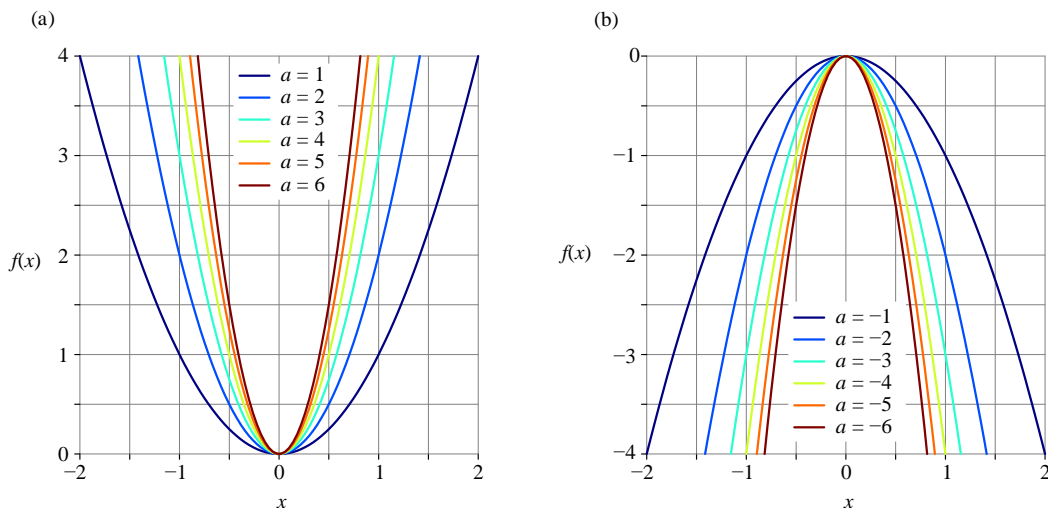 (a)
4
3
2
1
0
f(x)
a = 1
a = 2
a = 3
a = 4
a = 5
a = 6
−2
−1
0
1
2
x
(b)
0
−1
−2
−3
−4
f(x)
a = −1
a = −2
a = −3
a = −4
a = −5
a = −6
−2
−1
0
1
2
x